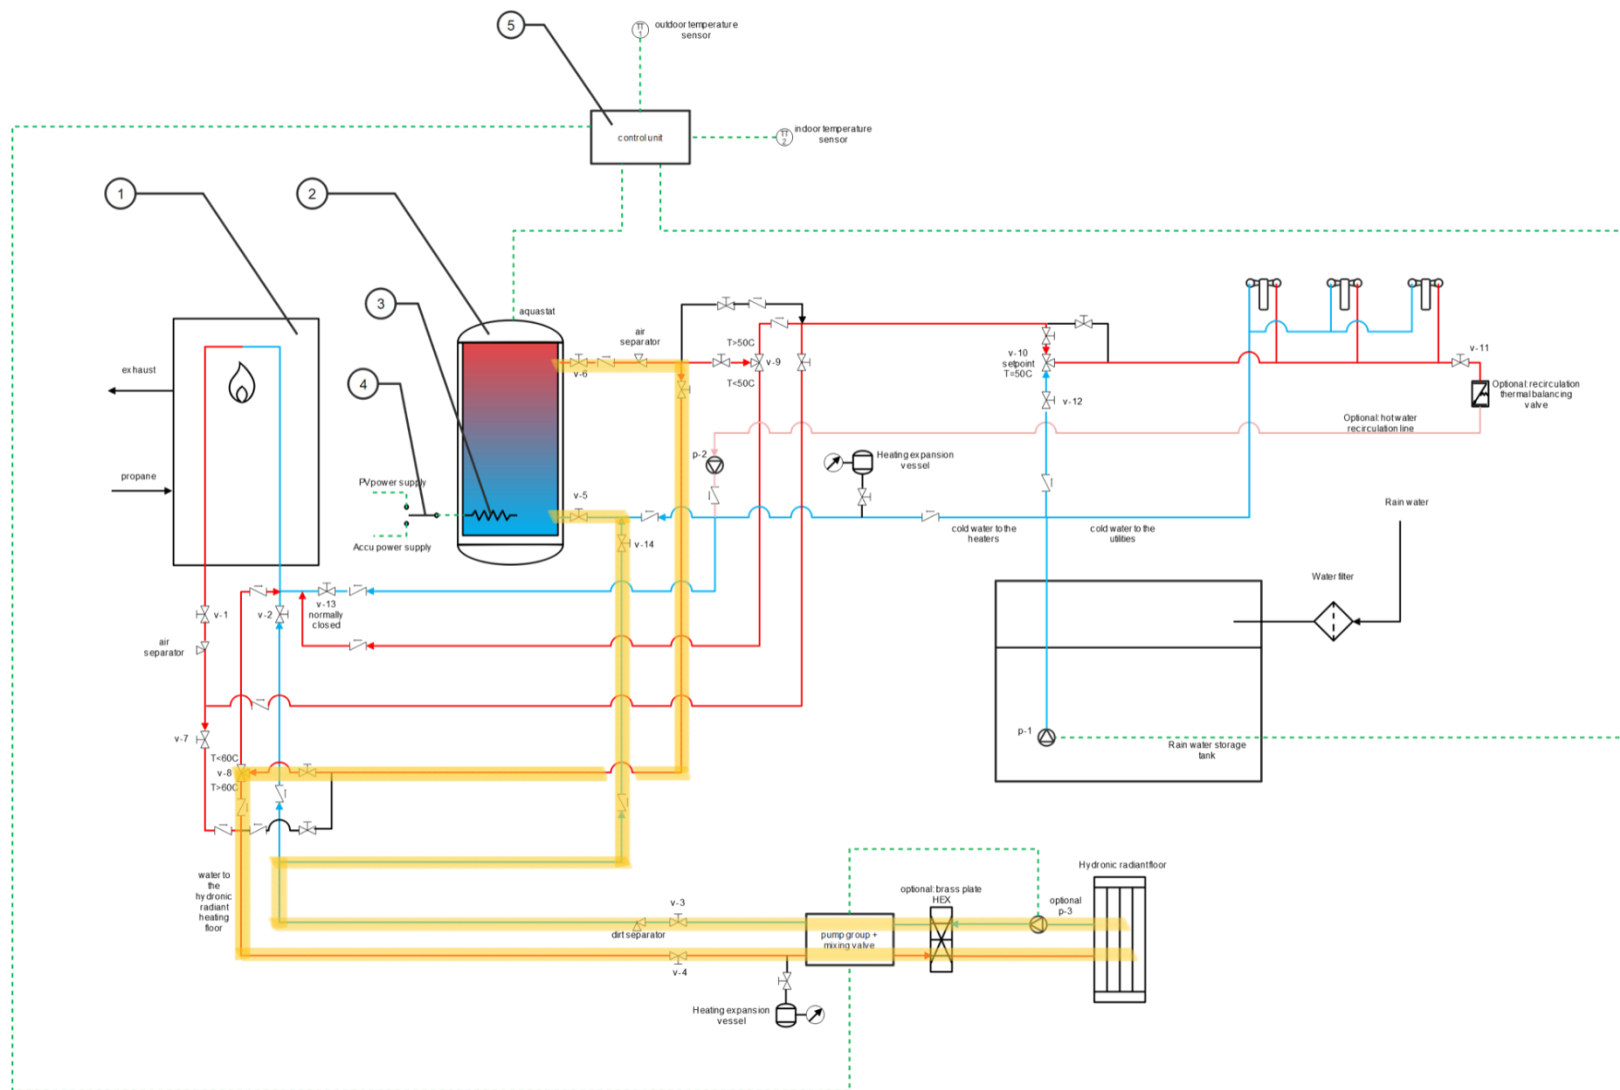 5
TT
1
outdoor temperature
sensor
control unit
TT
2
indoor temperature
sensor
1
2
3
4
aquastat
air
separator
v-6
T>50C
v-9
T<50C
v-10
setpoint
T=50C
v-11
v-12
Optional: recirculation
thermal balancing
valve
Optional: hot water
recirculation line
exhaust
propane
PV power supply
Accu power supply
p-2
Heating expansion
vessel
v-5
v-14
cold water to the
heaters
cold water to the
utilities
Rain water
Water filter
v-1
v-2
v-13
normally
closed
air
separator
v-7
T<60C
v-8
T>60C
p-1
Rain water storage
tank
water to
the
hydronic
radiant
heating
floor
v-3
dirt separator
v-4
pump group +
mixing valve
optional: brass plate
HEX
optional
p-3
Hydronic radiant floor
Heating expansion
vessel